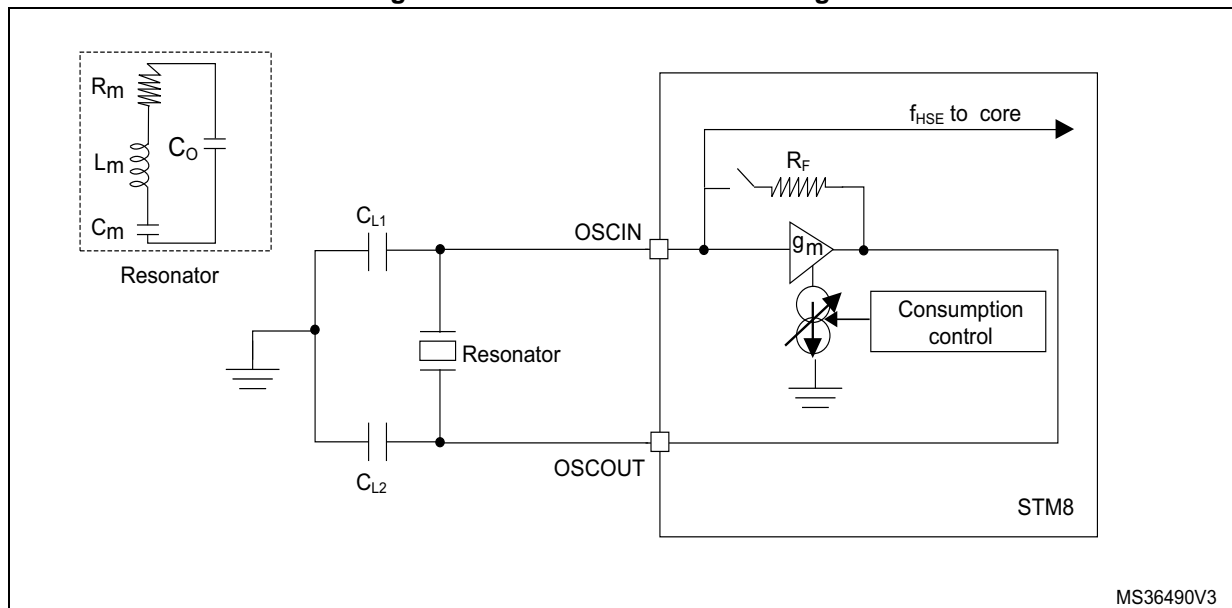 Rm
Lm
CO
Cm
Resonator
CL1
CL2
Resonator
OSCIN
OSCOUT
fHSE to core
RF
gm
Consumption
control
STM8
MS36490V3